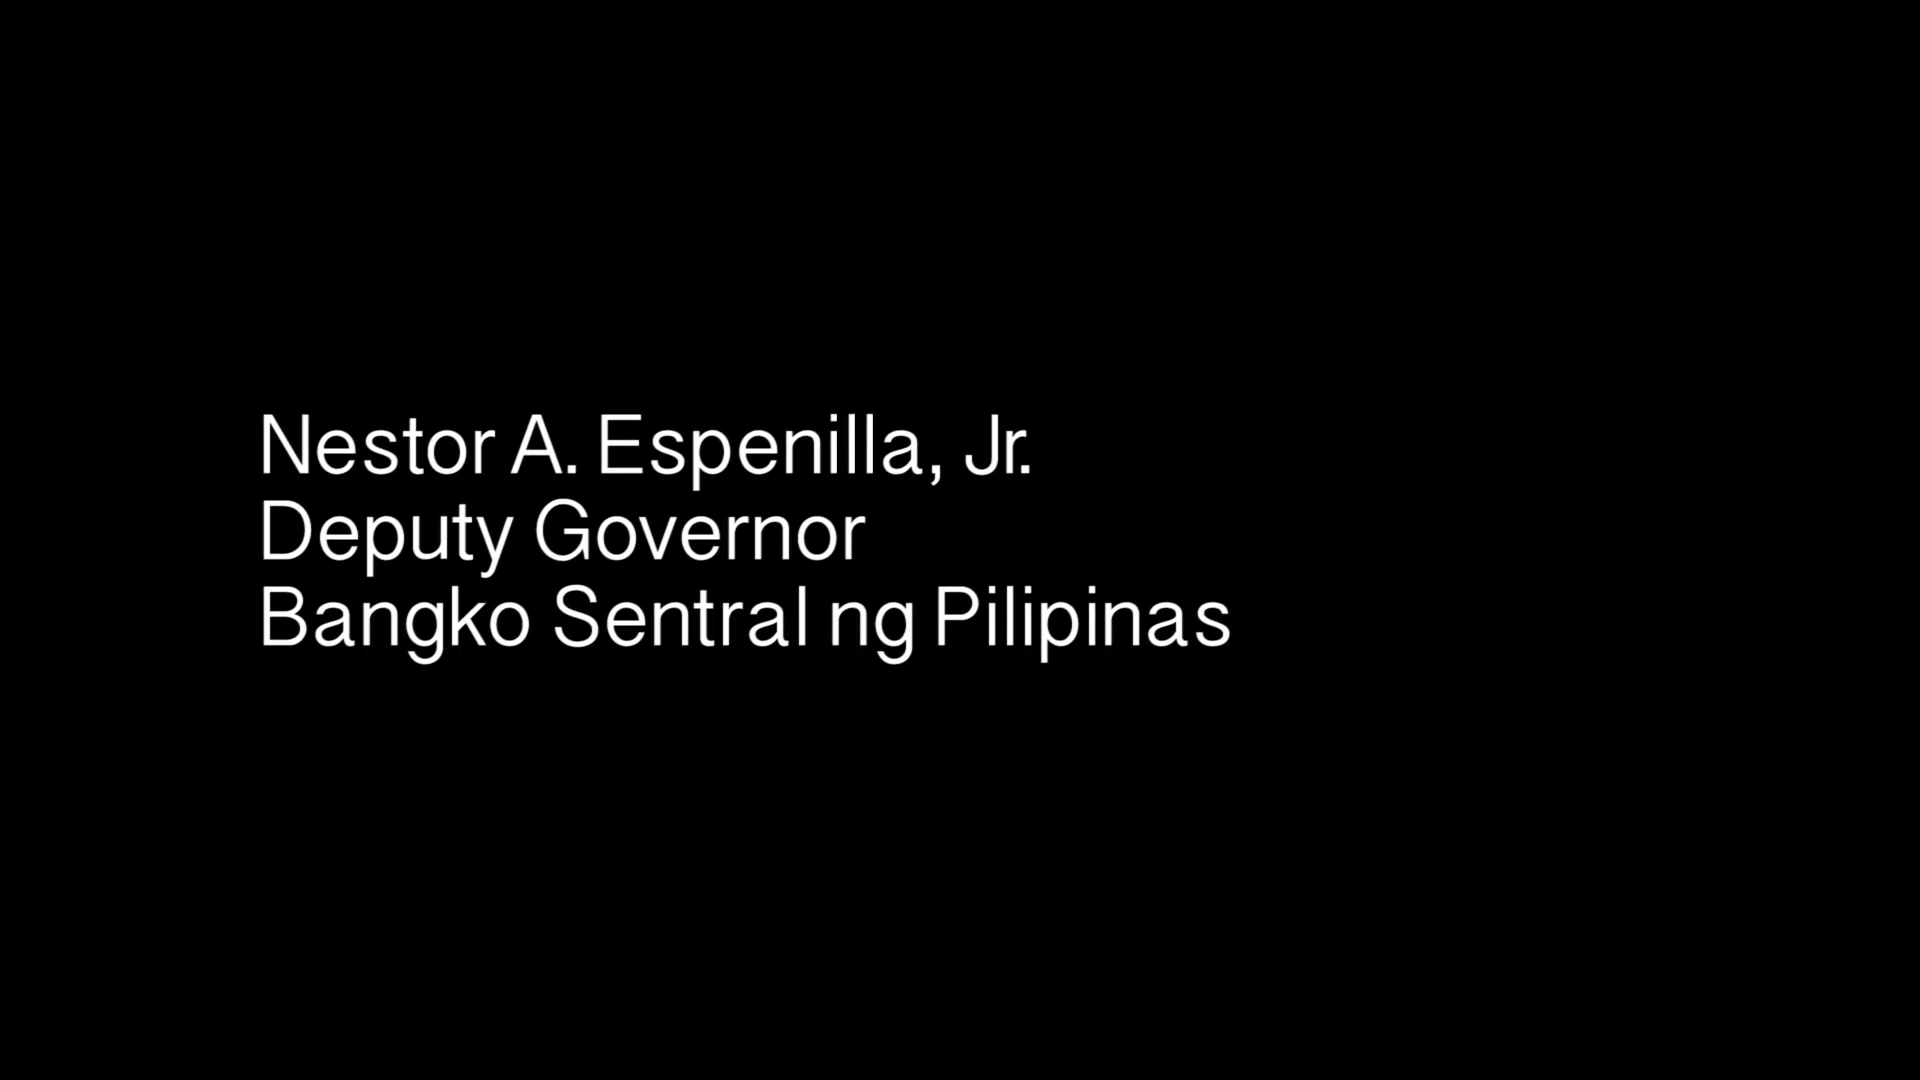 Nestor A. Espenilla, Jr.
Deputy Governor
Bangko Sentral ng Pilipinas